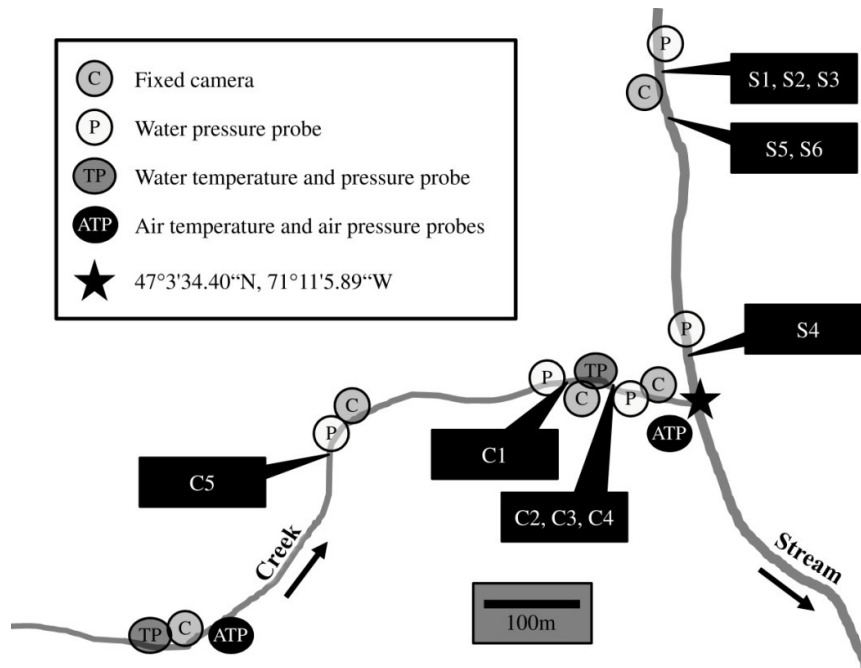 C Fixed camera
P Water pressure probe
TP Water temperature and pressure probe
ATP Air temperature and air pressure probes
47°3'34.40“N, 71°11'5.89“W
P
S1, S2, S3
C
S5, S6
P
S4
P
TP
C
P
C
ATP
C
P
C5
C1
C2, C3, C4
Creek
Stream
100m
TP
C
ATP